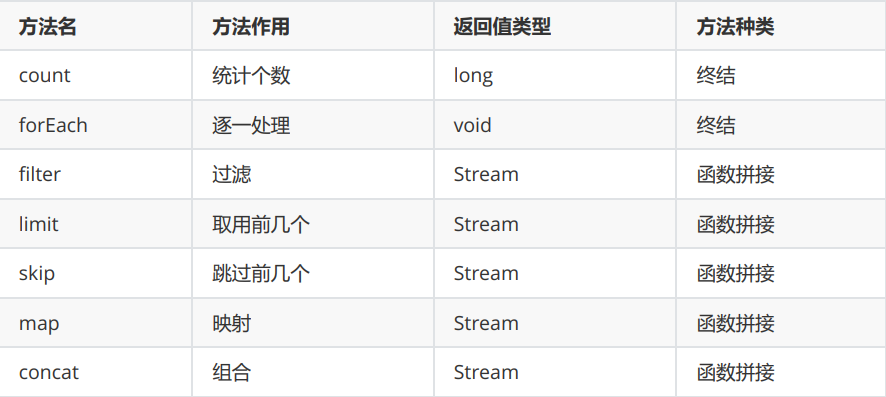 方法名 方法作用 返回值类型 方法种类
count 统计个数 long 终结
forEach 逐一处理 void 终结
filter 过滤 Stream 函数拼接
limit 取用前几个 Stream 函数拼接
skip 跳过前几个 Stream 函数拼接
map 映射 Stream 函数拼接
concat 组合 Stream 函数拼接